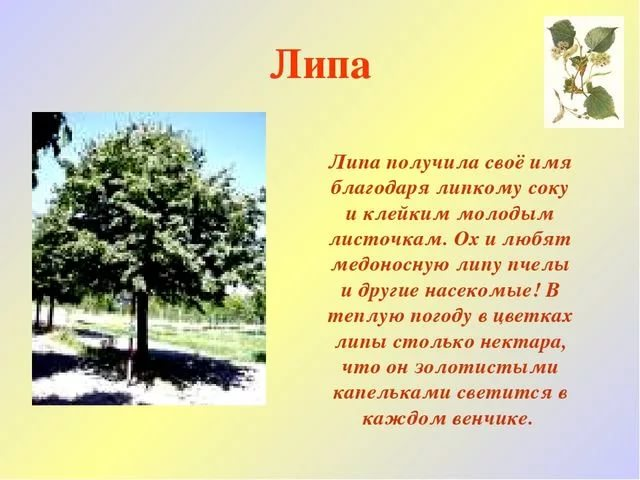 Липа
Липа получила своё имя
благодаря липкому соку
и клейким молодым
листочкам. Ох и любят
медоносную липу пчелы
и другие насекомые! В
теплую погоду в цветках
липы столько нектара,
что он золотистыми
капельками светится в
каждом венчике.